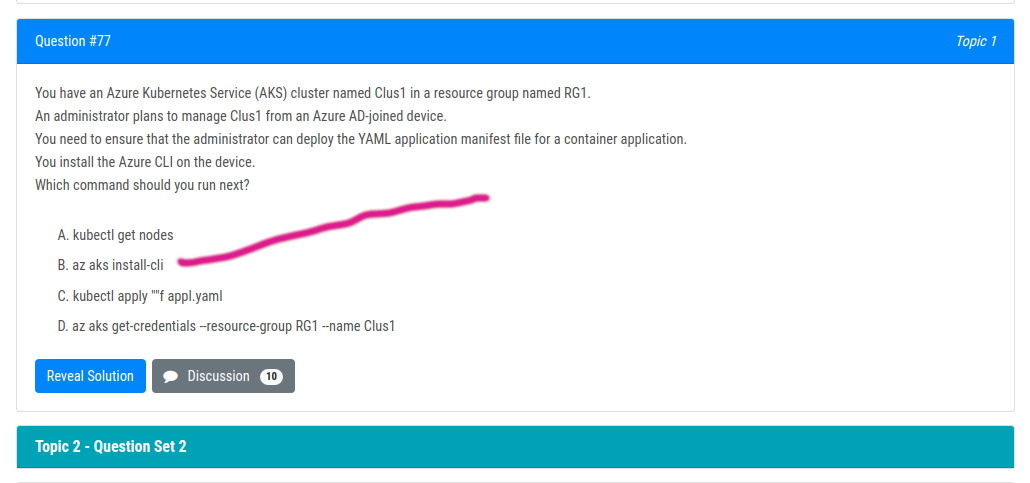 Question #77
Topic 1
You have an Azure Kubernetes Service (AKS) cluster named Clus1 in a resource group named RG1.
An administrator plans to manage Clus1 from an Azure AD-joined device.
You need to ensure that the administrator can deploy the YAML application manifest file for a container application.
You install the Azure CLI on the device.
Which command should you run next?
A. kubectl get nodes
B. az aks install-cli
C. kubectl apply ""f appl.yaml
D. az aks get-credentials --resource-group RG1 --name Clus1
Reveal Solution
Discussion 10
Topic 2 - Question Set 2